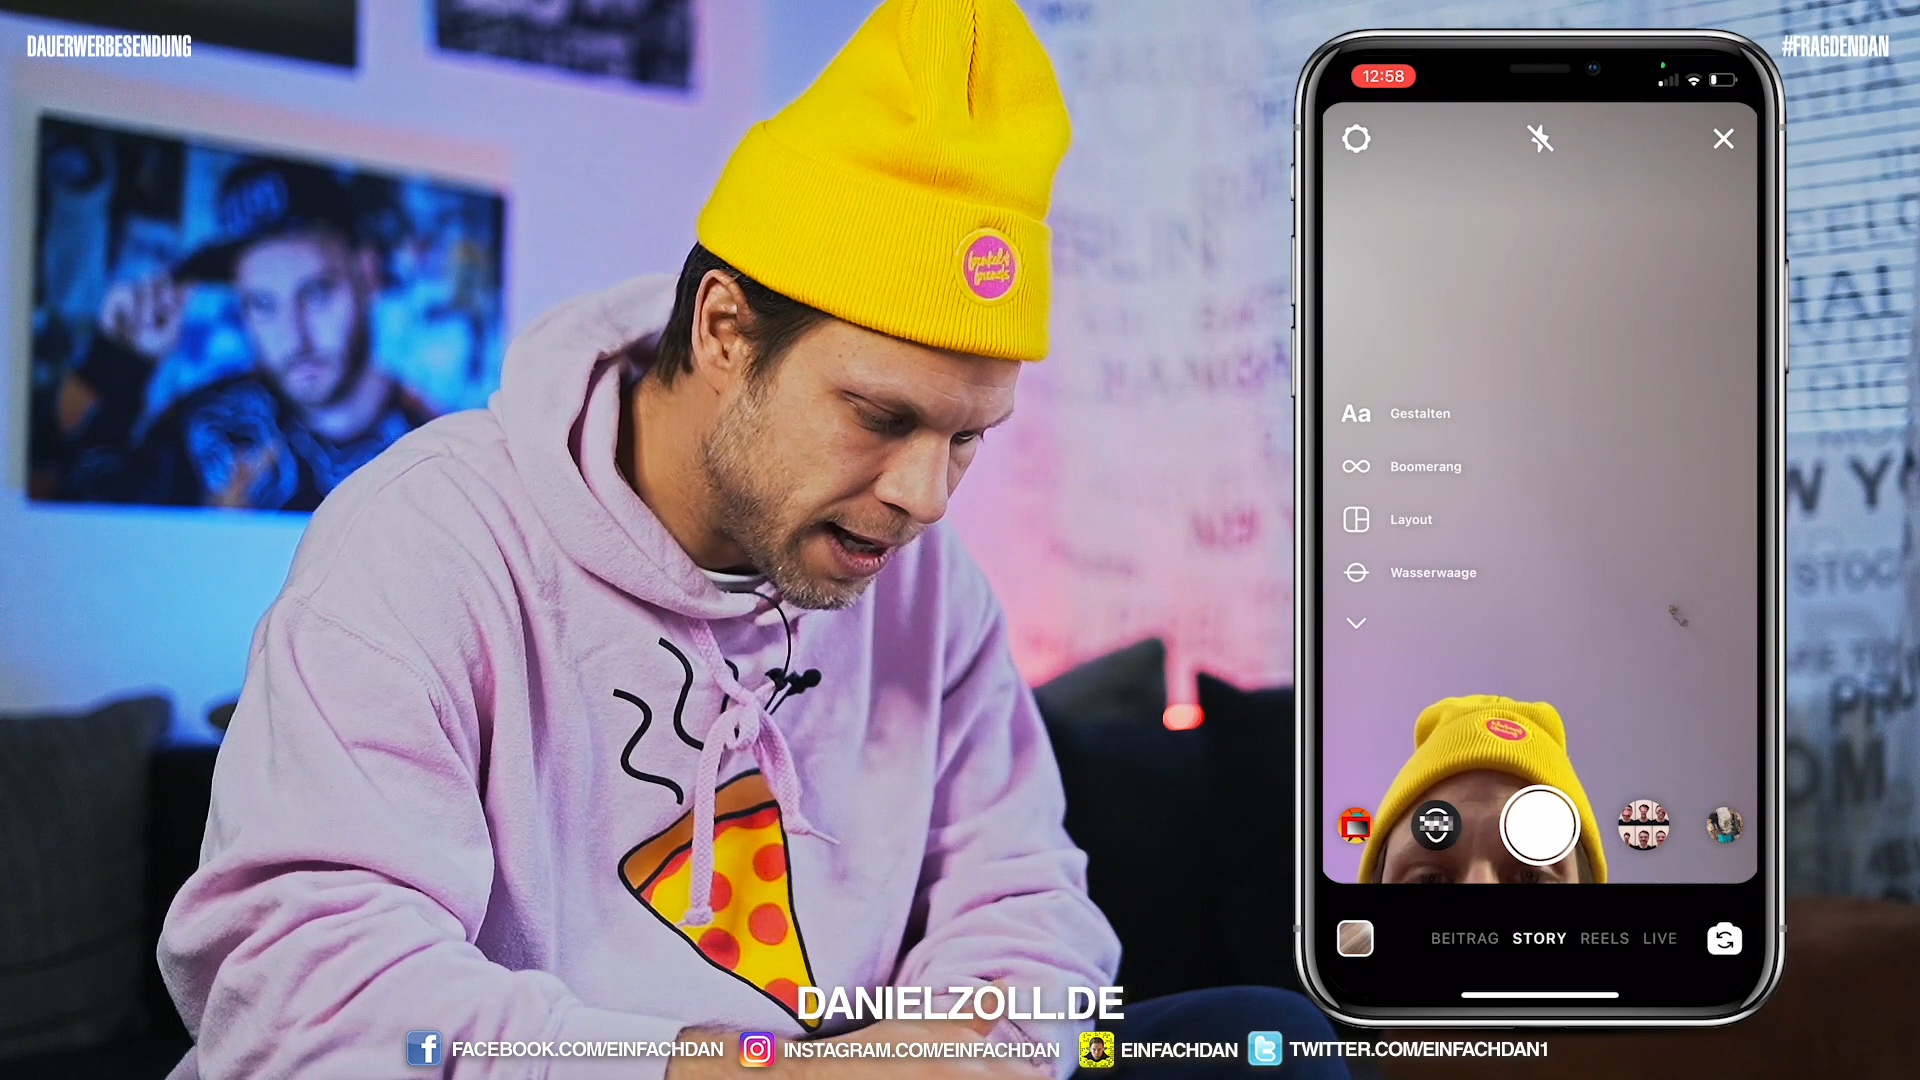 DAUERWERBESENDUNG
#FRAGDENDAN
12:58
Aa Gestalten
Boomerang
Layout
Wasserwaage
BEITRAG STORY REELS LIVE
DANIELZOLL.DE
FACEBOOK.COM/EINFACHDAN INSTAGRAM.COM/EINFACHDAN EINFACHDAN TWITTER.COM/EINFACHDAN1